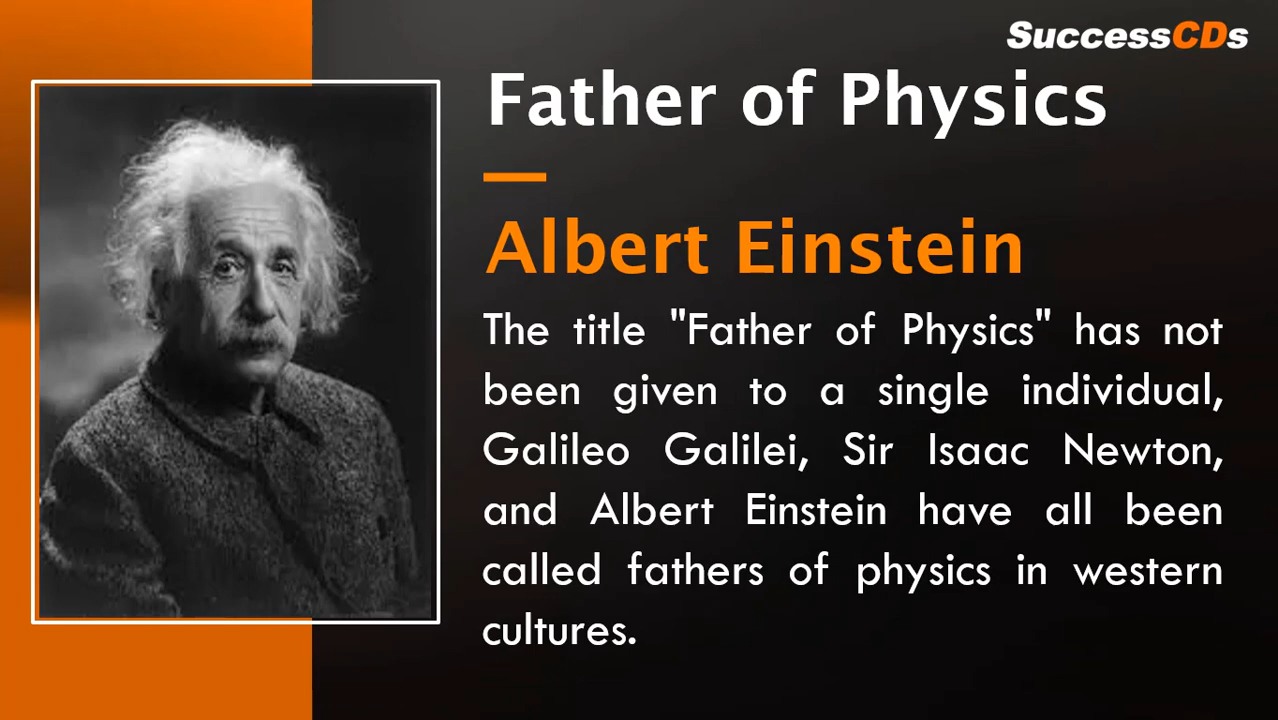 SuccessCDs
Father of Physics
Albert Einstein
The title "Father of Physics" has not
been given to a single individual,
Galileo Galilei, Sir Isaac Newton,
and Albert Einstein have all been
called fathers of physics in western
cultures.